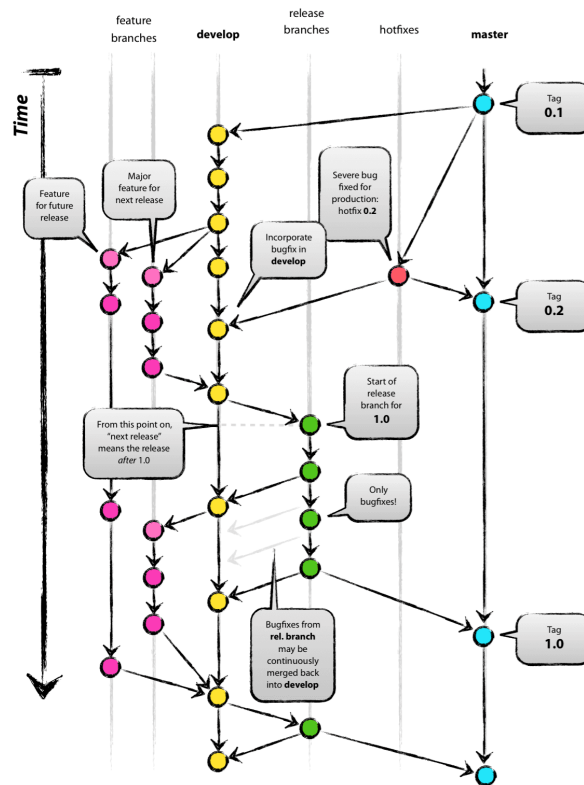 feature
branches
develop
release
branches
hotfixes
master
Time
Tag
0.1
Major
feature for
next release
Feature
for future
release
Severe bug
fixed for
production:
hotfix 0.2
Incorporate
bugfix in
develop
Tag
0.2
Start of
release
branch for
1.0
From this point on,
“next release”
means the release
after 1.0
Only
bugfixes!
Bugfixes from
rel. branch
may be
continuously
merged back
into develop
Tag
1.0